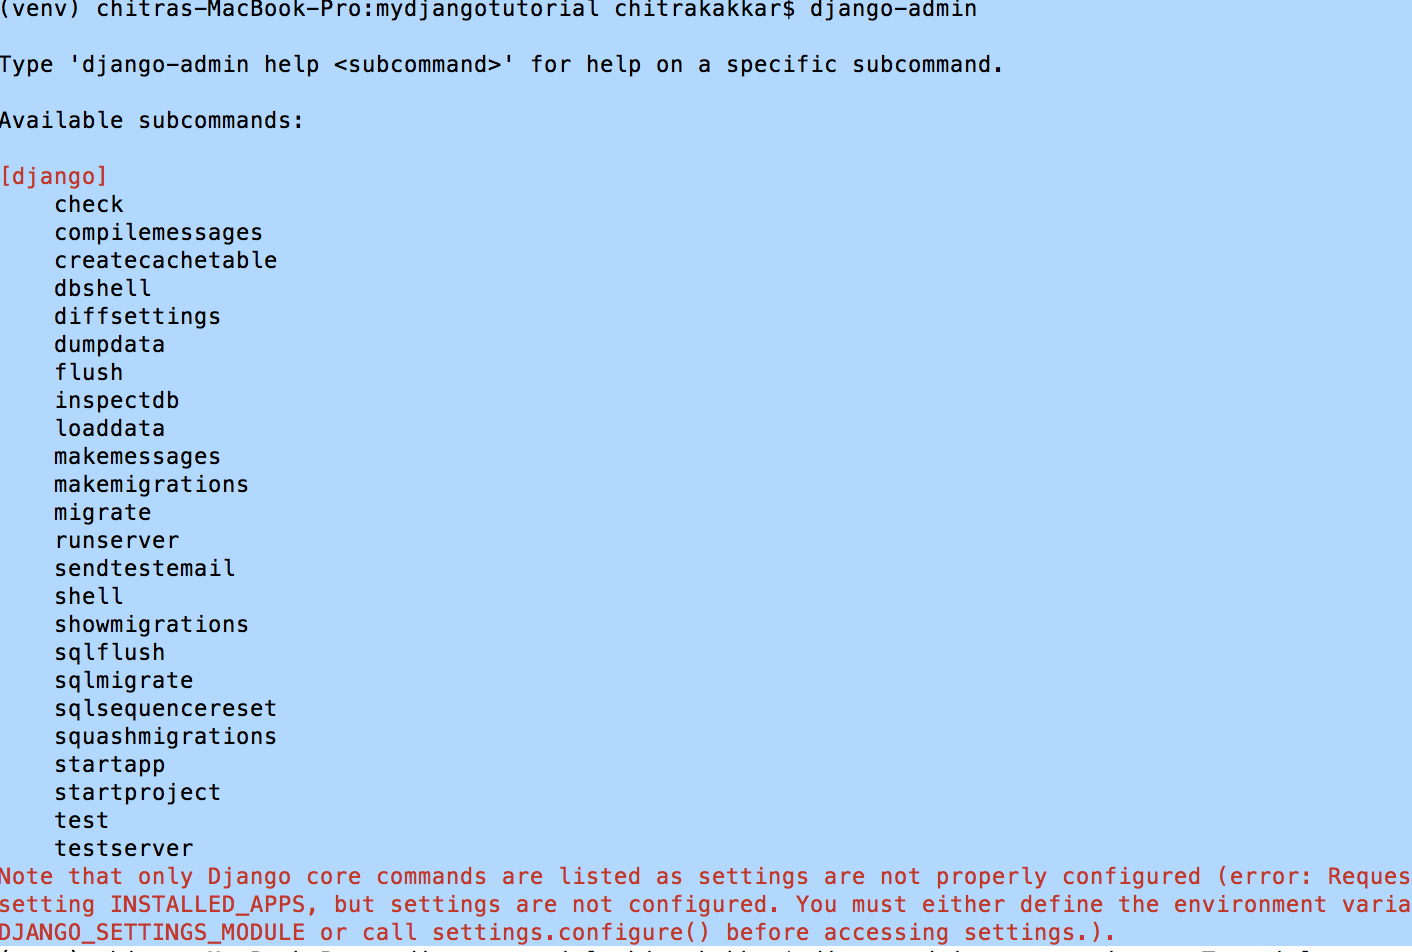 (venv) chitras-MacBook-Pro:mydjangotutorial chitrakakkar$ django-admin
Type 'django-admin help <subcommand>' for help on a specific subcommand.
Available subcommands:
[django]
check
compilemessages
createcachetable
dbshell
diffsettings
dumpdata
flush
inspectdb
loaddata
makemessages
makemigrations
migrate
runserver
sendtestemail
shell
showmigrations
sqlflush
sqlmigrate
sqlsequencereset
squashmigrations
startapp
startproject
test
testserver
Note that only Django core commands are listed as settings are not properly configured (error: Reques
setting INSTALLED_APPS, but settings are not configured. You must either define the environment varia
DJANGO_SETTINGS_MODULE or call settings.configure() before accessing settings.).